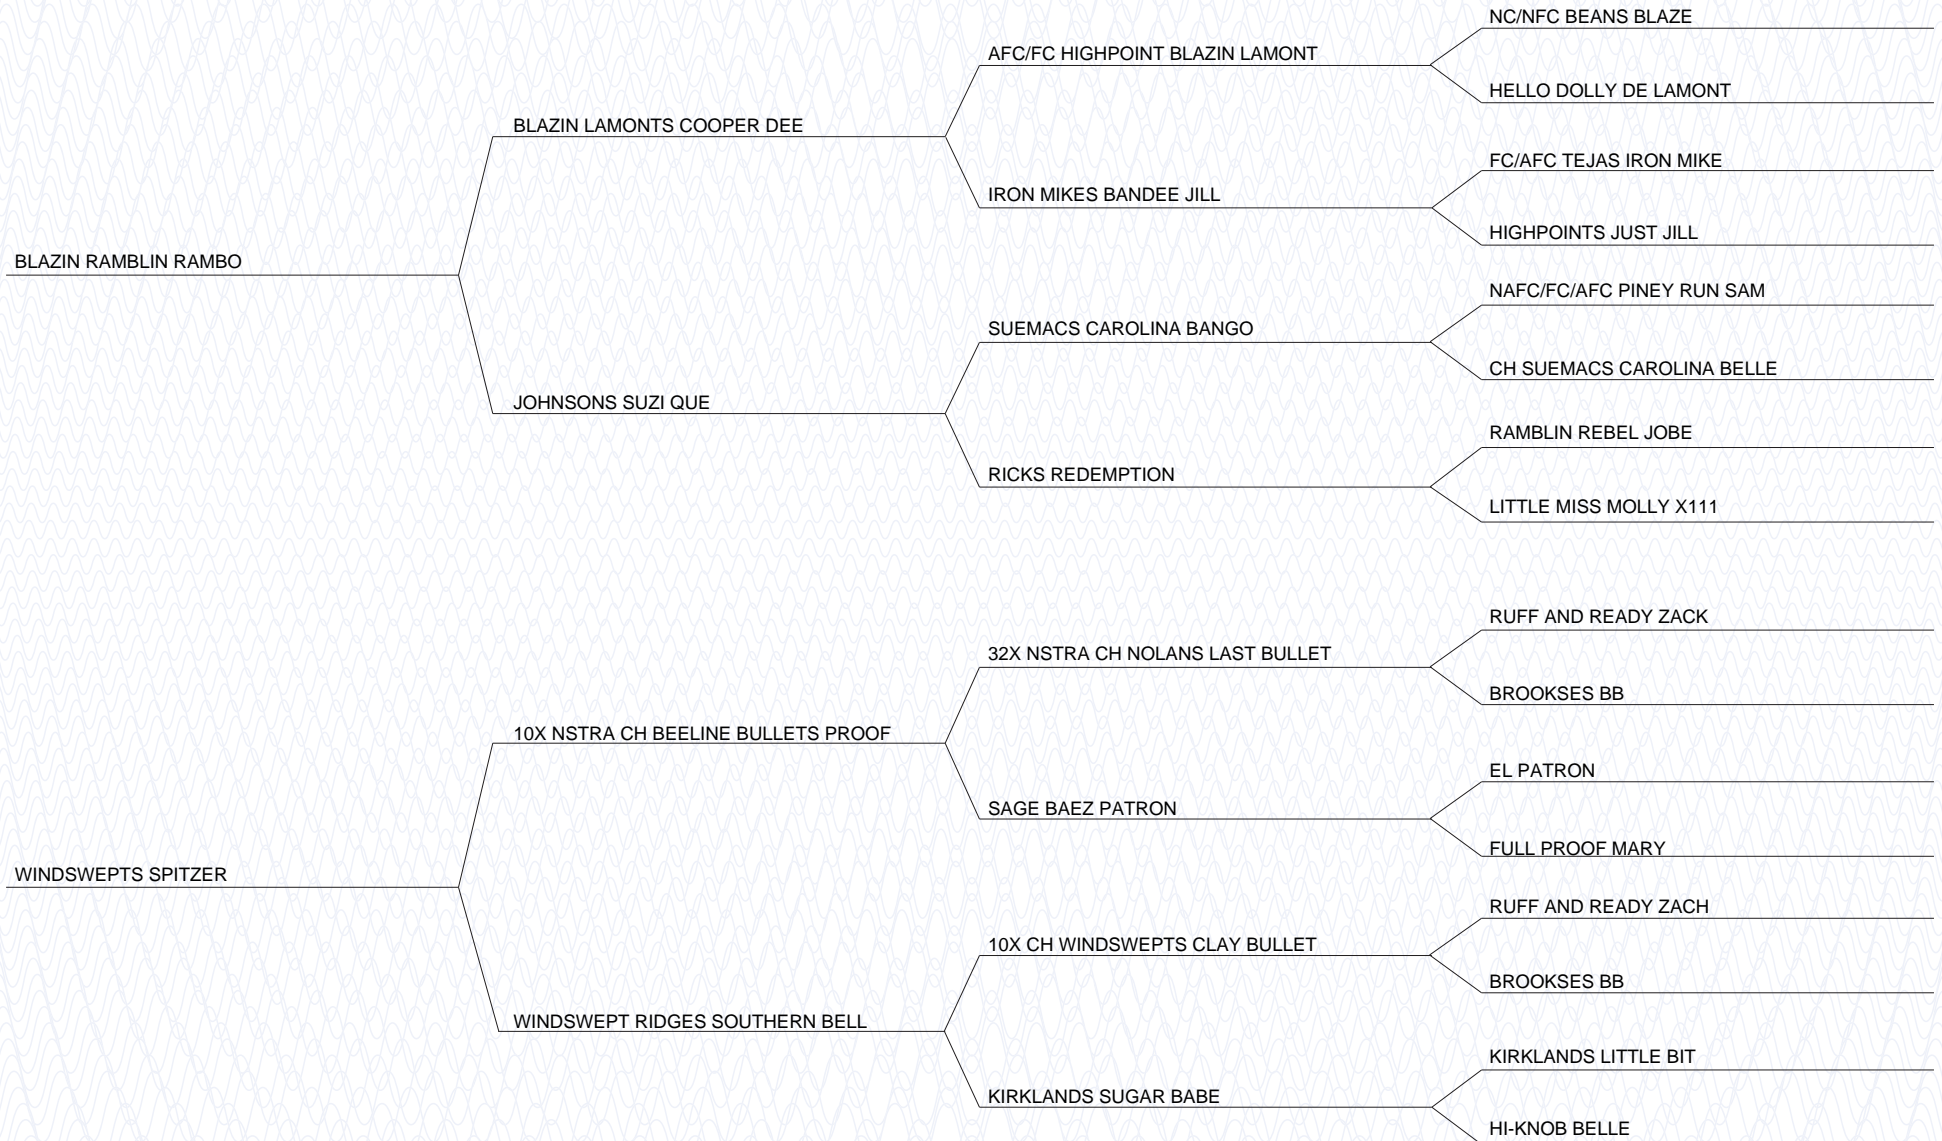 NC/NFC BEANS BLAZE
AFC/FC HIGHPOINT BLAZIN LAMONT
HELLO DOLLY DE LAMONT
BLAZIN LAMONTS COOPER DEE
FC/AFC TEJAS IRON MIKE
IRON MIKES BANDEE JILL
HIGHPOINTS JUST JILL
BLAZIN RAMBLIN RAMBO
NAFC/FC/AFC PINEY RUN SAM
SUEMACS CAROLINA BANGO
CH SUEMACS CAROLINA BELLE
JOHNSONS SUZI QUE
RAMBLIN REBEL JOBE
RICKS REDEMPTION
LITTLE MISS MOLLY X111
RUFF AND READY ZACK
32X NSTRA CH NOLANS LAST BULLET
BROOKSES BB
10X NSTRA CH BEELINE BULLETS PROOF
EL PATRON
SAGE BAEZ PATRON
FULL PROOF MARY
WINDSWEPTS SPITZER
RUFF AND READY ZACH
10X CH WINDSWEPTS CLAY BULLET
BROOKSES BB
WINDSWEPT RIDGES SOUTHERN BELL
KIRKLANDS LITTLE BIT
KIRKLANDS SUGAR BABE
HI-KNOB BELLE